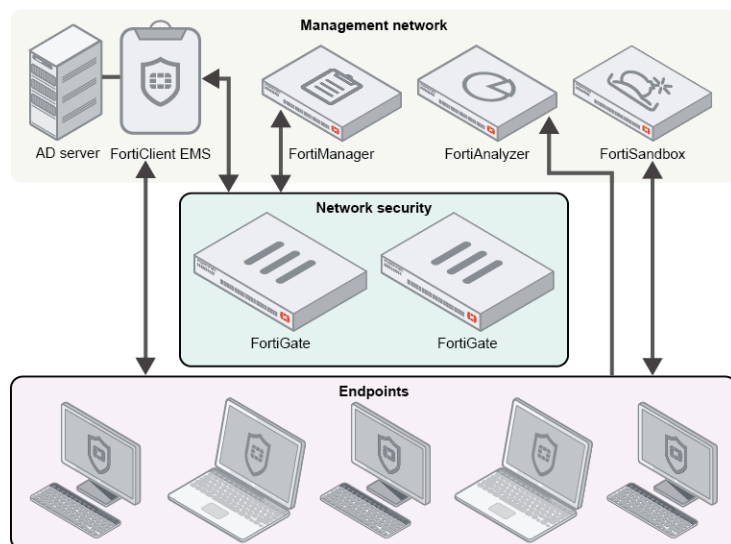 Management network
AD server
FortiClient EMS
FortiManager
FortiAnalyzer
FortiSandbox
Network security
FortiGate
FortiGate
Endpoints